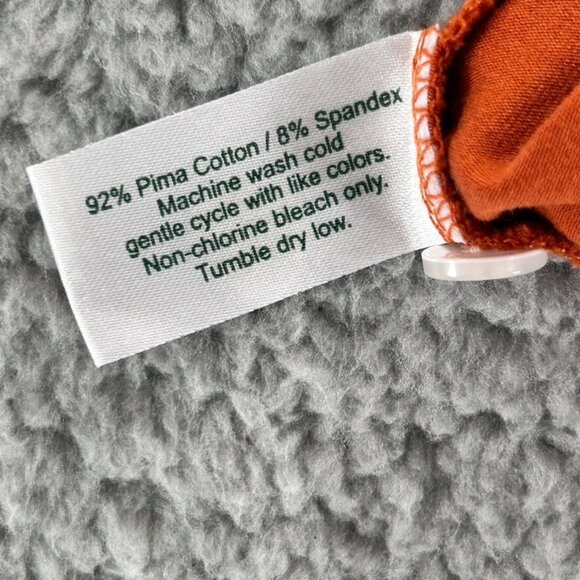 92% Pima Cotton / 8% Spandex
Machine wash cold
gentle cycle with like colors.
Non-chlorine bleach only.
Tumble dry low.